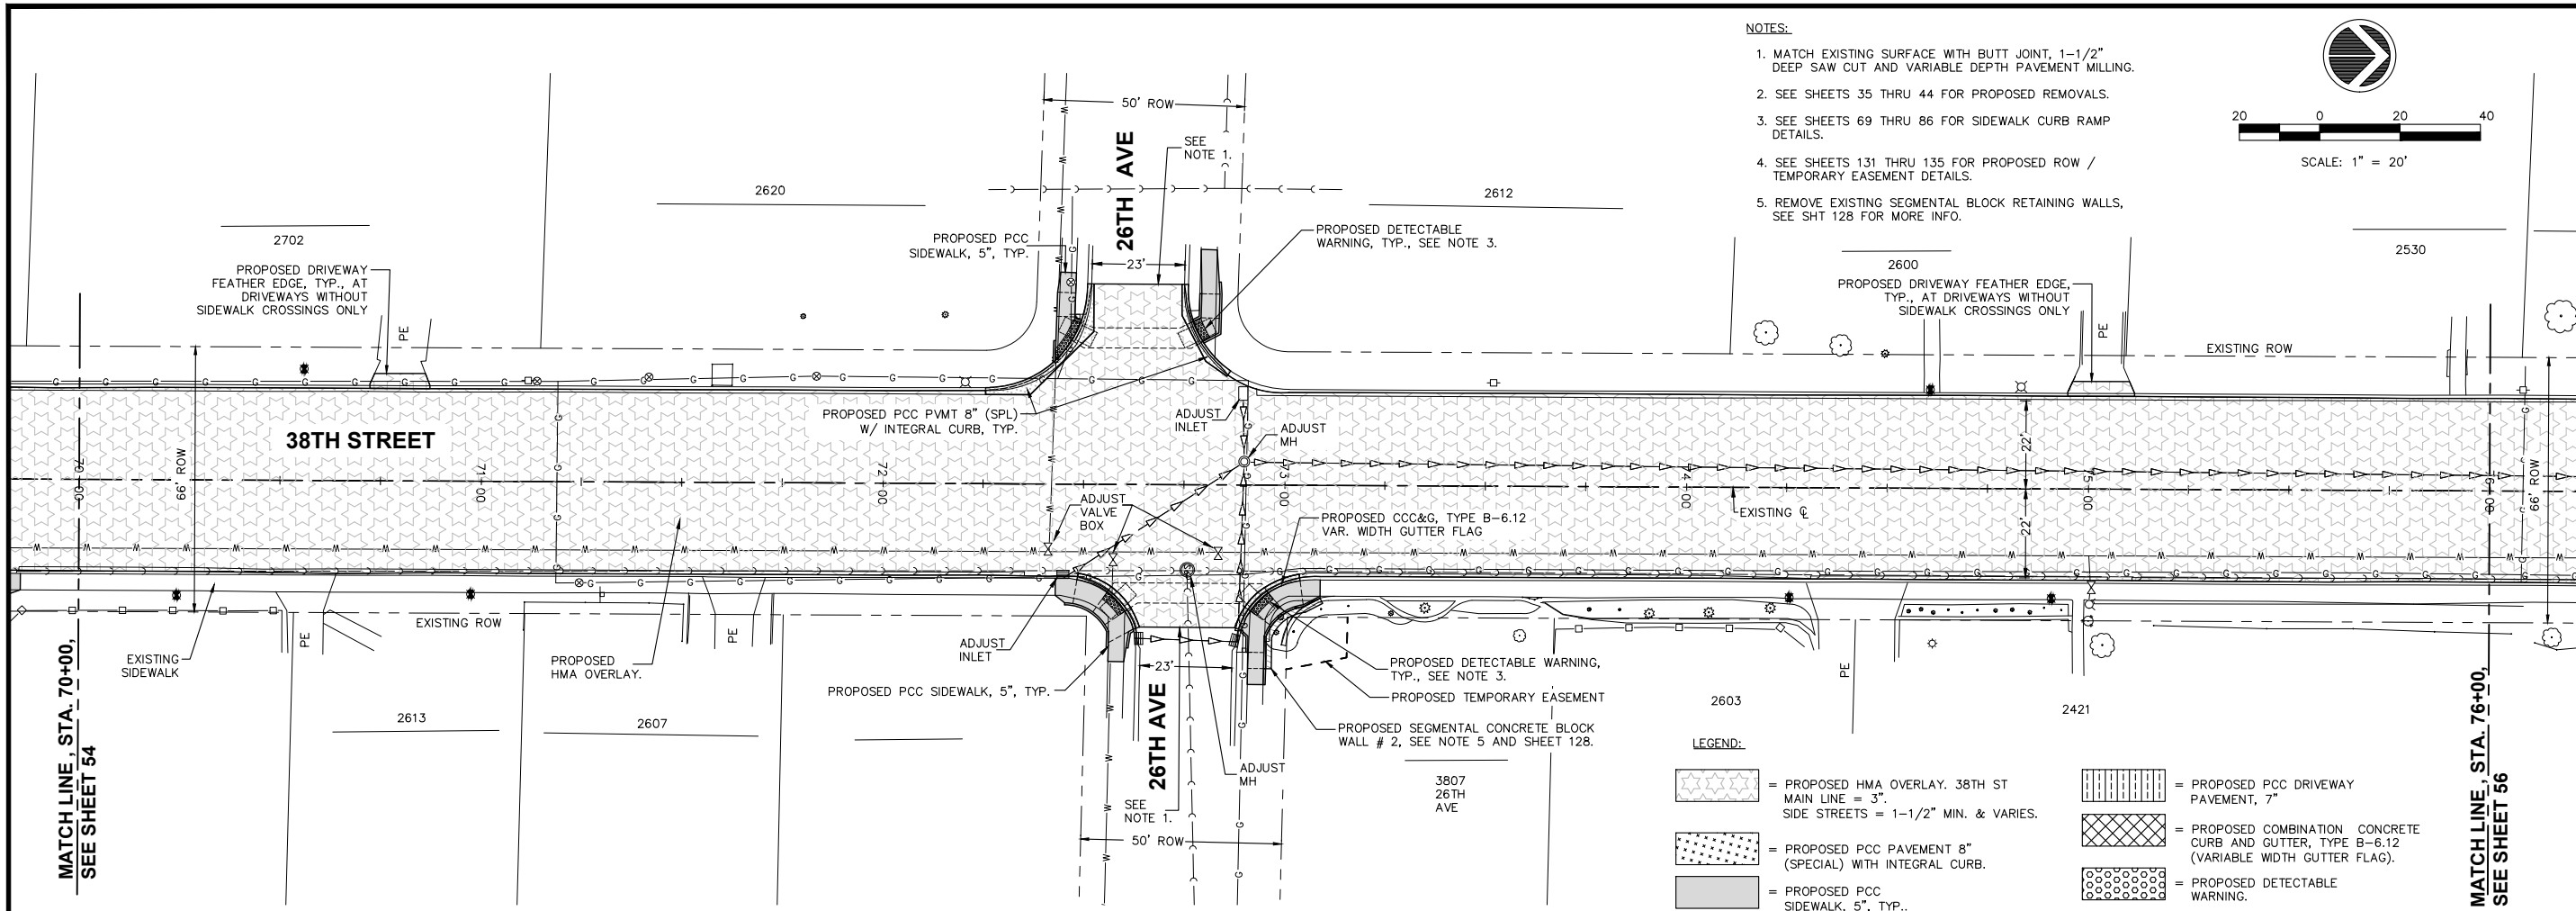 NOTES:
1. MATCH EXISTING SURFACE WITH BUTT JOINT, 1-1/2"
DEEP SAW CUT AND VARIABLE DEPTH PAVEMENT MILLING.
2. SEE SHEETS 35 THRU 44 FOR PROPOSED REMOVALS.
3. SEE SHEETS 69 THRU 86 FOR SIDEWALK CURB RAMP
DETAILS.
4. SEE SHEETS 131 THRU 135 FOR PROPOSED ROW /
TEMPORARY EASEMENT DETAILS.
5. REMOVE EXISTING SEGMENTAL BLOCK RETAINING WALLS,
SEE SHT 128 FOR MORE INFO.
20 0 20 40
SCALE: 1" = 20'
50' ROW
26TH AVE
SEE
NOTE 1.
2620
2612
2702
PROPOSED PCC
SIDEWALK, 5", TYP.
PROPOSED DETECTABLE
WARNING, TYP., SEE NOTE 3.
2530
2600
23'
PROPOSED DRIVEWAY
FEATHER EDGE, TYP., AT
DRIVEWAYS WITHOUT
SIDEWALK CROSSINGS ONLY
PE
PROPOSED DRIVEWAY FEATHER EDGE,
TYP., AT DRIVEWAYS WITHOUT
SIDEWALK CROSSINGS ONLY
PE
EXISTING ROW
PROPOSED PCC PVMT 8" (SPL)
W/ INTEGRAL CURB, TYP.
ADJUST
INLET
ADJUST
MH
38TH STREET
66' ROW
70+00
71+00
72+00
73+00
74+00
75+00
76+00
22'
22'
66' ROW
ADJUST
VALVE
BOX
PROPOSED CCC&G, TYPE B-6.12
VAR. WIDTH GUTTER FLAG
EXISTING ℄
EXISTING ROW
EXISTING
SIDEWALK
PE
PROPOSED
HMA OVERLAY.
PE
ADJUST
INLET
PROPOSED PCC SIDEWALK, 5", TYP.
23'
PROPOSED DETECTABLE WARNING,
TYP., SEE NOTE 3.
PROPOSED TEMPORARY EASEMENT
PE
2613
2607
2603
2421
PROPOSED SEGMENTAL CONCRETE BLOCK
WALL # 2, SEE NOTE 5 AND SHEET 128.
26TH AVE
ADJUST
MH
SEE
NOTE 1.
50' ROW
3807
26TH
AVE
MATCH LINE, STA. 70+00,
SEE SHEET 54
MATCH LINE, STA. 76+00,
SEE SHEET 56
LEGEND:
= PROPOSED HMA OVERLAY. 38TH ST
MAIN LINE = 3".
SIDE STREETS = 1-1/2" MIN. & VARIES.
= PROPOSED PCC PAVEMENT 8"
(SPECIAL) WITH INTEGRAL CURB.
= PROPOSED PCC
SIDEWALK, 5", TYP..
= PROPOSED PCC DRIVEWAY
PAVEMENT, 7"
= PROPOSED COMBINATION CONCRETE
CURB AND GUTTER, TYPE B-6.12
(VARIABLE WIDTH GUTTER FLAG).
= PROPOSED DETECTABLE
WARNING.